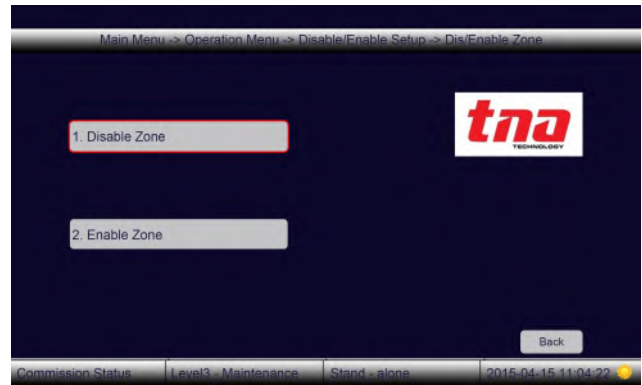 Main Menu -> Operation Menu -> Disable/Enable Setup -> Dis/Enable Zone
tna
TECHNOLOGY
1. Disable Zone
2. Enable Zone
Back
Commission Status Level3 - Maintenance Stand - alone 2015-04-15 11:04:22